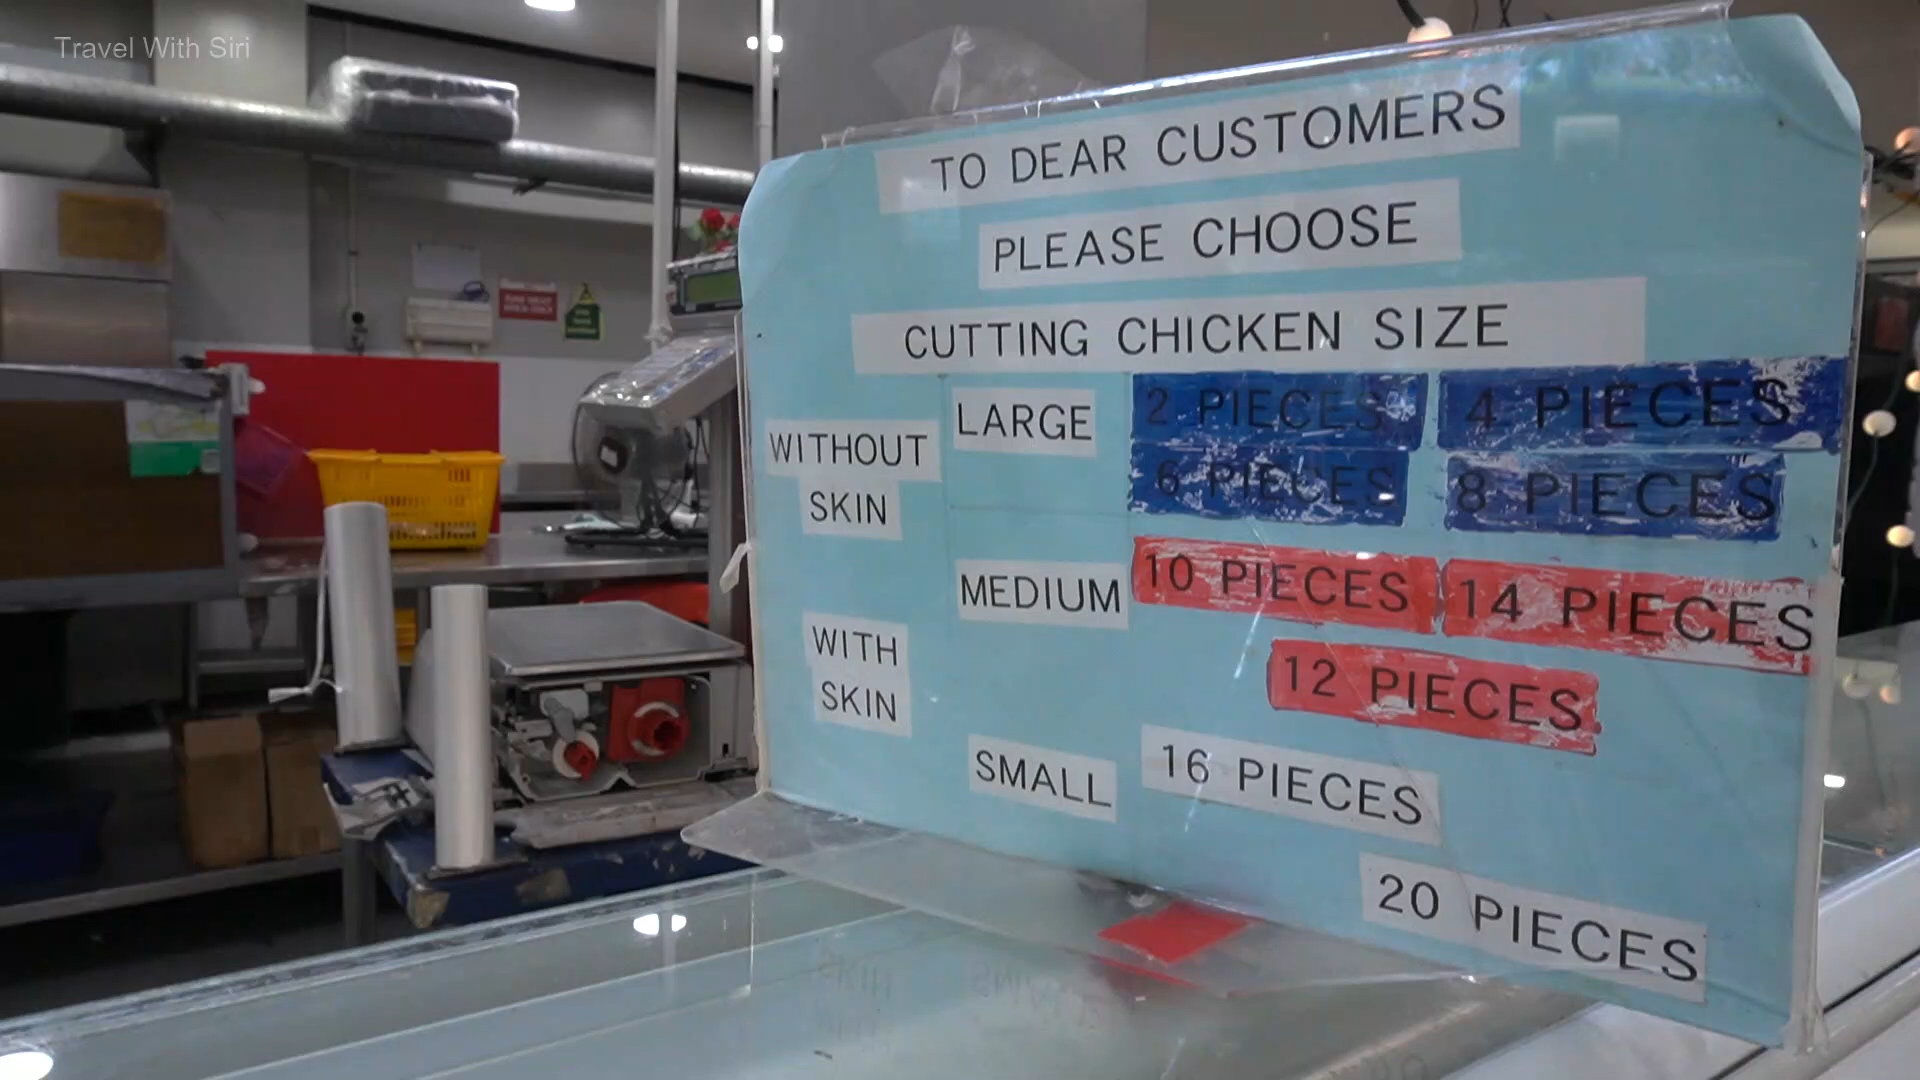 Travel With Siri
TO DEAR CUSTOMERS
PLEASE CHOOSE
CUTTING CHICKEN SIZE
WITHOUT
SKIN
WITH
SKIN
LARGE
2 PIECES
4 PIECES
6 PIECES
8 PIECES
MEDIUM
10 PIECES
14 PIECES
12 PIECES
SMALL
16 PIECES
20 PIECES